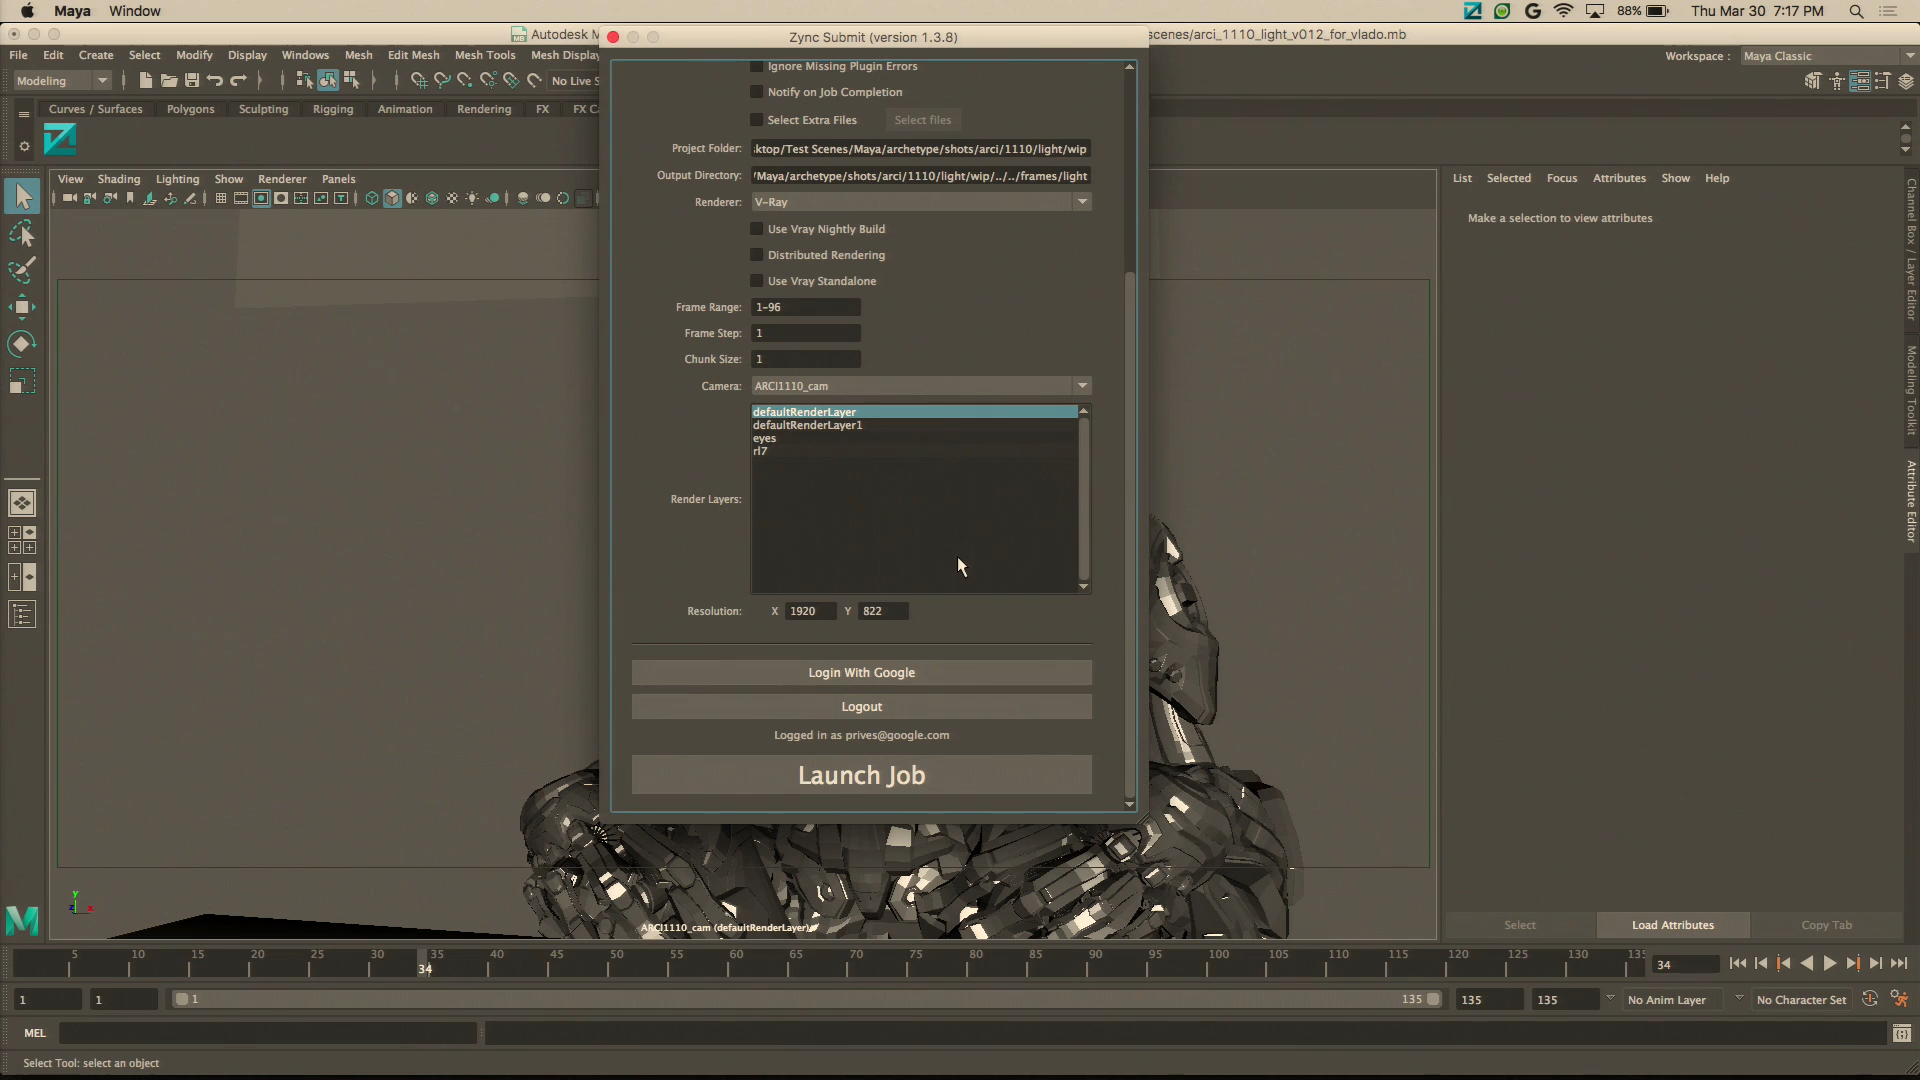 Maya Window
88% Thu Mar 30 7:17 PM
Autodesk M
Zync Submit (version 1.3.8)
scenes/arci_1110_light_v012_for_vlado.mb
File Edit Create Select Modify Display Windows Mesh Edit Mesh Mesh Tools Mesh Display
Workspace : Maya Classic
Modeling
No Live S
Curves / Surfaces Polygons Sculpting Rigging Animation Rendering FX FX Ca
View Shading Lighting Show Renderer Panels
Ignore Missing Plugin Errors
Notify on Job Completion
Select Extra Files Select files
Project Folder: ktop/Test Scenes/Maya/archetype/shots/arci/1110/light/wip
Output Directory: /Maya/archetype/shots/arci/1110/light/wip/../../frames/light
Renderer: V-Ray
Use Vray Nightly Build
Distributed Rendering
Use Vray Standalone
Frame Range: 1-96
Frame Step: 1
Chunk Size: 1
Camera: ARCI1110_cam
defaultRenderLayer
defaultRenderLayer1
eyes
rl7
Render Layers:
Resolution: X 1920 Y 822
Login With Google
Logout
Logged in as prives@google.com
Launch Job
List Selected Focus Attributes Show Help
Make a selection to view attributes
Channel Box / Layer Editor
Modeling Toolkit
Attribute Editor
Select Load Attributes Copy Tab
y
z x
ARCI1110_cam (defaultRenderLayer)
5 10 15 20 25 30 35 40 45 50 55 60 65 70 75 80 85 90 95 100 105 110 115 120 125 130 135
34
34
1 1 1 135 135 135 No Anim Layer No Character Set
MEL
Select Tool: select an object